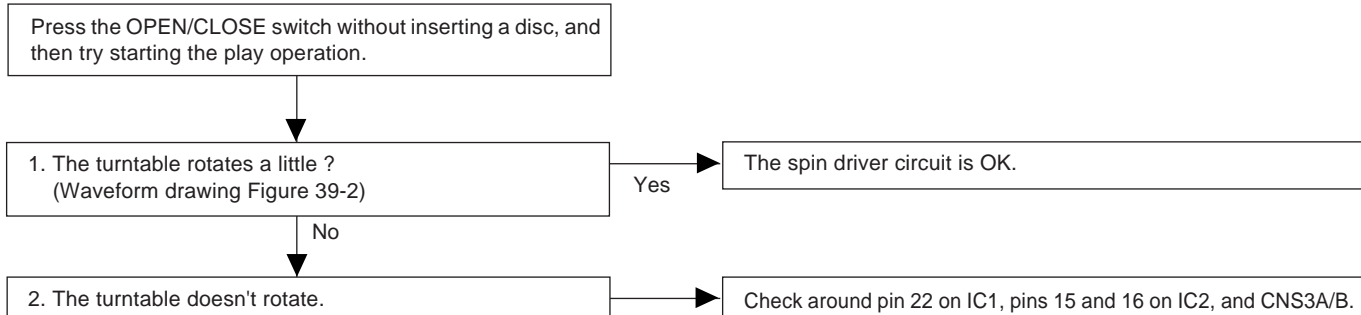 Press the OPEN/CLOSE switch without inserting a disc, and
then try starting the play operation.
1. The turntable rotates a little ?
(Waveform drawing Figure 39-2)
Yes
The spin driver circuit is OK.
No
2. The turntable doesn't rotate.
Check around pin 22 on IC1, pins 15 and 16 on IC2, and CNS3A/B.